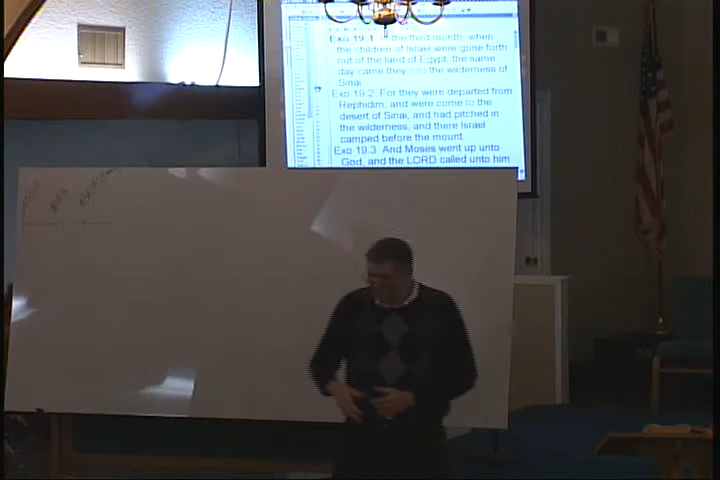 Exo 19:1 In the third month, when
the children of Israel were gone forth
out of the land of Egypt, the same
day came they into the wilderness of
Sinai.
Exo 19:2 For they were departed from
Rephidim, and were come to the
desert of Sinai, and had pitched in
the wilderness; and there Israel
camped before the mount.
Exo 19:3 And Moses went up unto
God, and the LORD called unto him